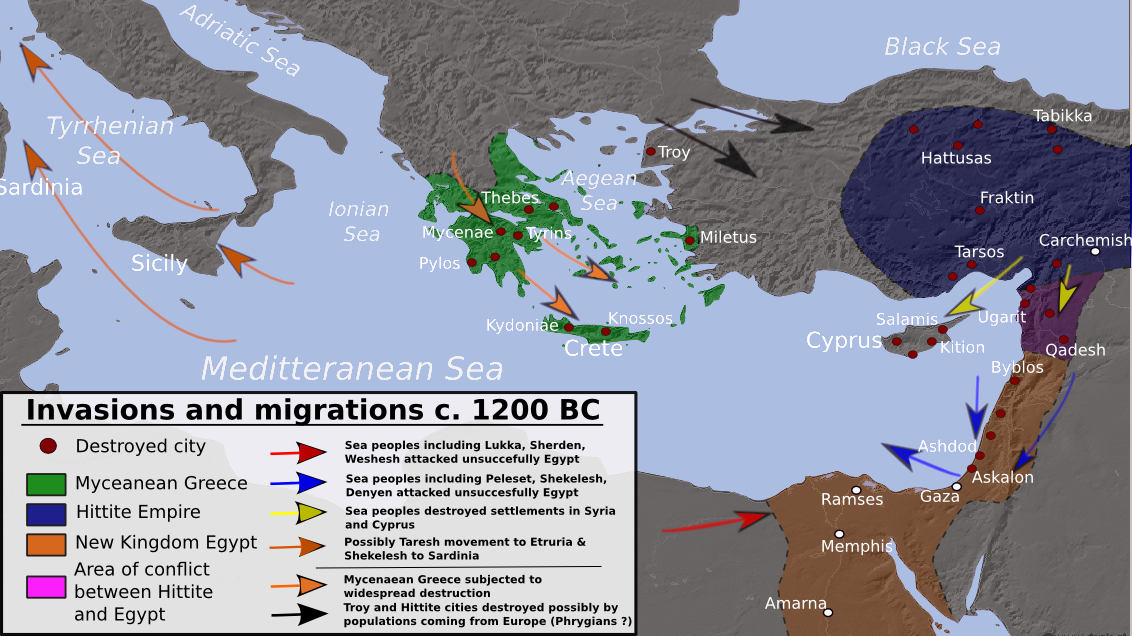 Adriatic Sea
Black Sea
Tyrrhenian
Sea
Tabikka
Hattusas
Troy
Sardinia
Aegean
Sea
Thebes
Fraktin
Ionian
Sea
Mycenae
Tyrins
Miletus
Carchemish
Tarsos
Sicily
Pylos
Salamis
Ugarit
Kydoniae
Knossos
Cyprus
Kition
Crete
Qadesh
Byblos
Meditteranean Sea
Ashdod
Askalon
Gaza
Ramses
Memphis
Amarna
Invasions and migrations c. 1200 BC
Destroyed city
Myceanean Greece
Hittite Empire
New Kingdom Egypt
Area of conflict
between Hittite
and Egypt
Sea peoples including Lukka, Sherden,
Weshesh attacked unsuccefully Egypt
Sea peoples including Peleset, Shekelesh,
Denyen attacked unsuccesfully Egypt
Sea peoples destroyed settlements in Syria
and Cyprus
Possibly Taresh movement to Etruria &
Shekelesh to Sardinia
Mycenaean Greece subjected to
widespread destruction
Troy and Hittite cities destroyed possibly by
populations coming from Europe (Phrygians ?)